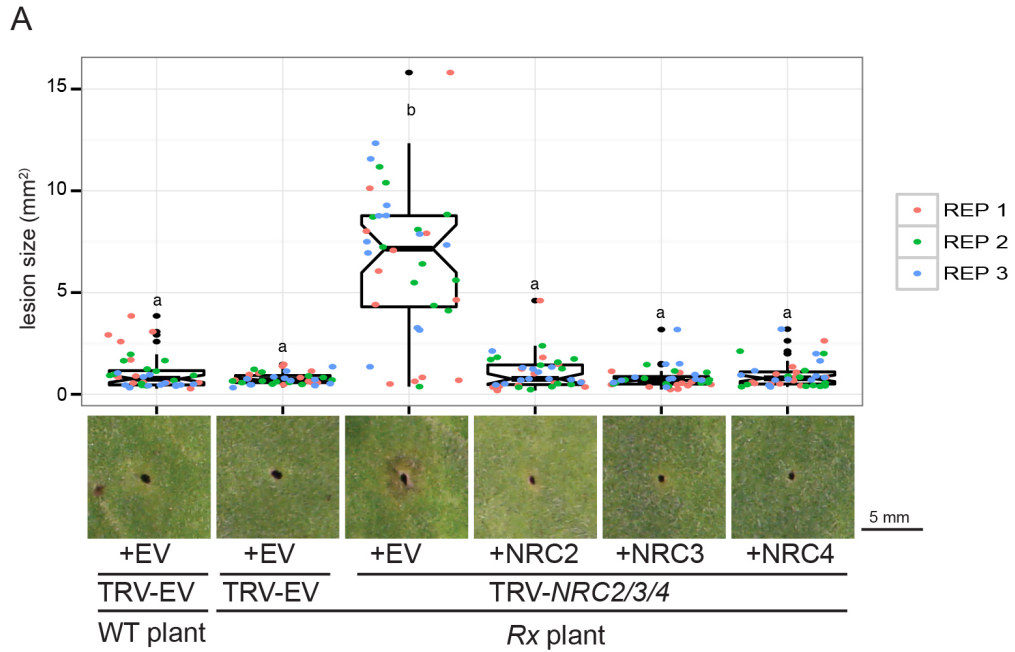 A
lesion size (mm²)
15
10
5
0
a
a
b
a
a
a
REP 1
REP 2
REP 3
5 mm
+EV +EV +EV +NRC2 +NRC3 +NRC4
TRV-EV TRV-EV TRV-NRC2/3/4
WT plant Rx plant